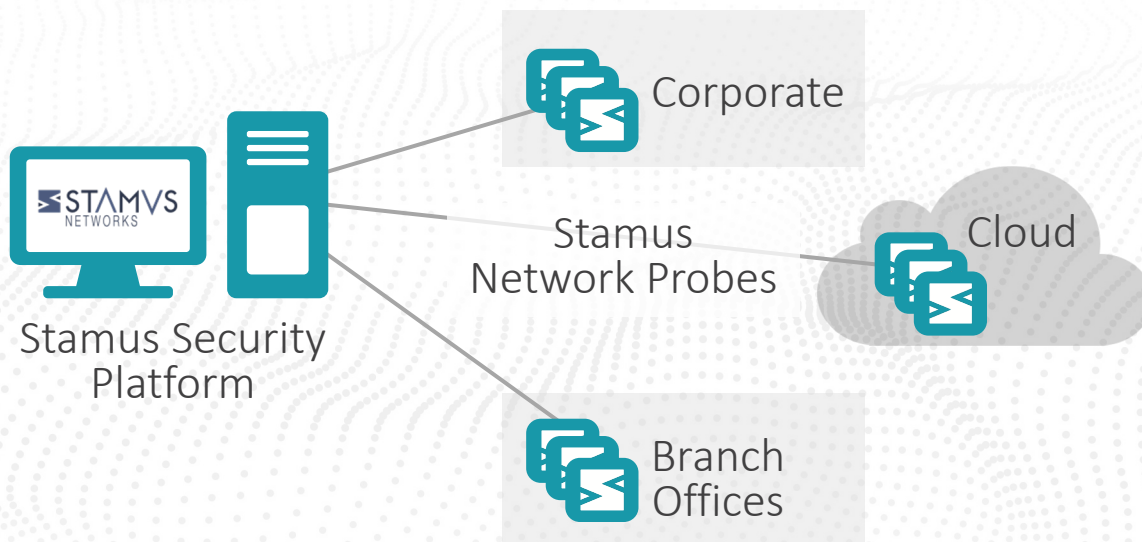 STAMVS
NETWORKS
Stamus Security
Platform
Corporate
Stamus
Network Probes
Cloud
Branch
Offices